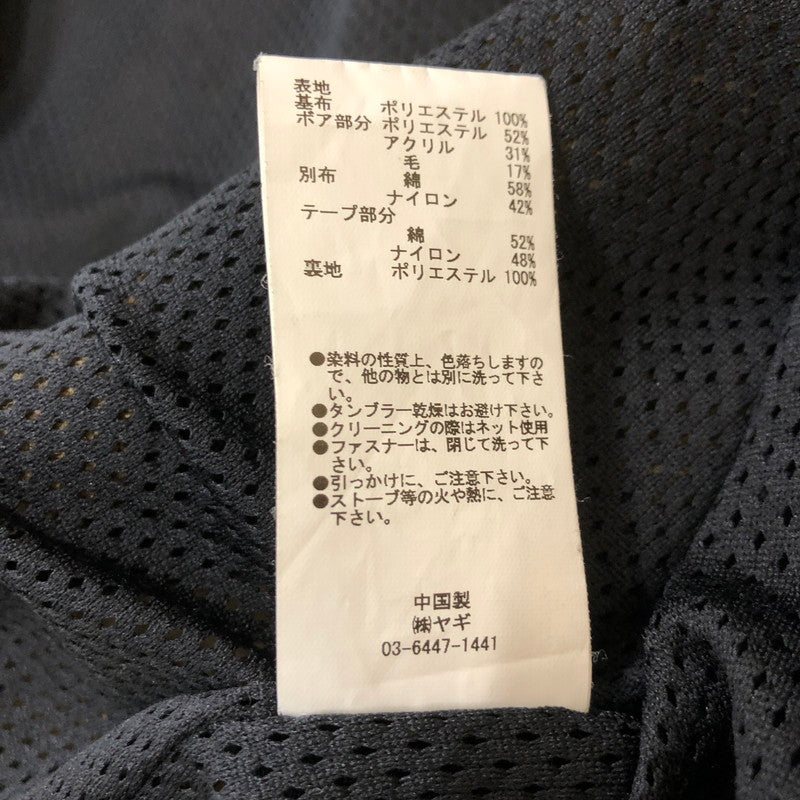 表地
基布 ポリエステル 100%
ボア部分 ポリエステル 52%
アクリル 31%
毛 17%
別布 綿 58%
ナイロン 42%
テープ部分
綿 52%
ナイロン 48%
裏地 ポリエステル 100%
●染料の性質上、色落ちしますの
で、他の物とは別に洗って下さ
い。
●タンブラー乾燥はお避け下さい。
●クリーニングの際はネット使用
●ファスナーは、閉じて洗って下
さい。
●引っかけに、ご注意下さい。
●ストーブ等の火や熱に、ご注意
下さい。
中国製
㈱ヤギ
03-6447-1441